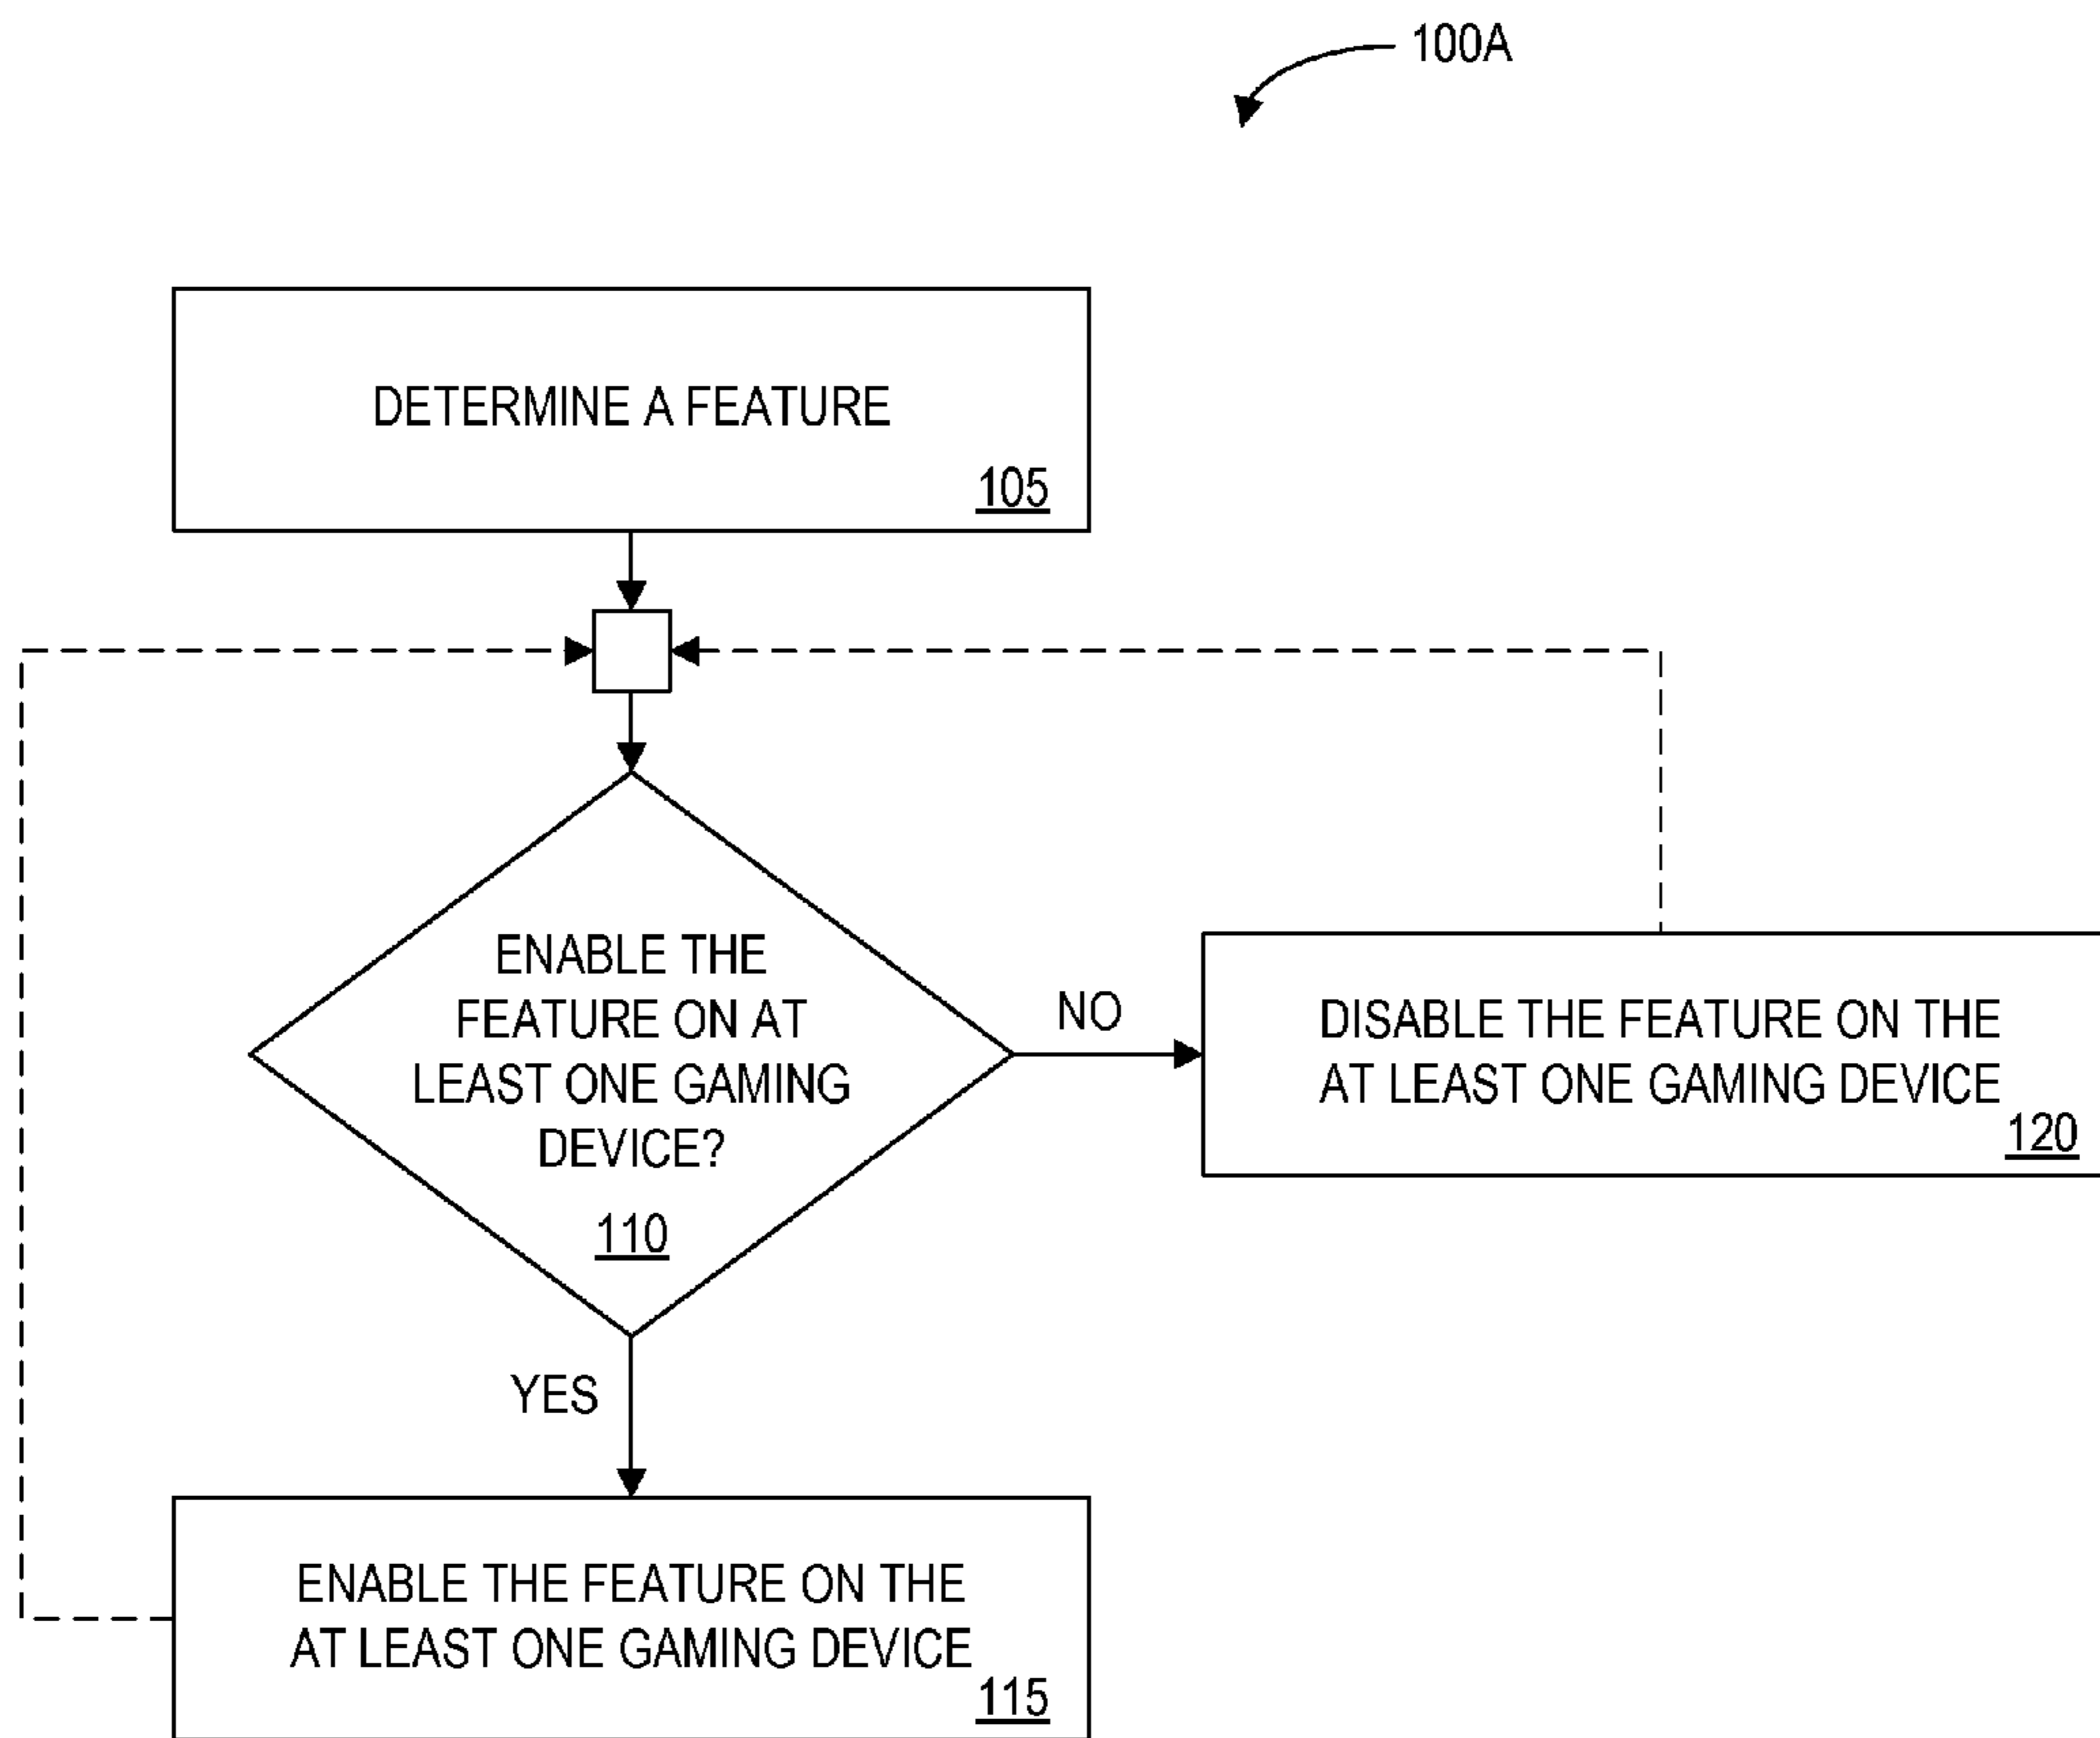 100A
DETERMINE A FEATURE
105
ENABLE THE
FEATURE ON AT
LEAST ONE GAMING
DEVICE?
110
NO
DISABLE THE FEATURE ON THE
AT LEAST ONE GAMING DEVICE
120
YES
ENABLE THE FEATURE ON THE
AT LEAST ONE GAMING DEVICE
115